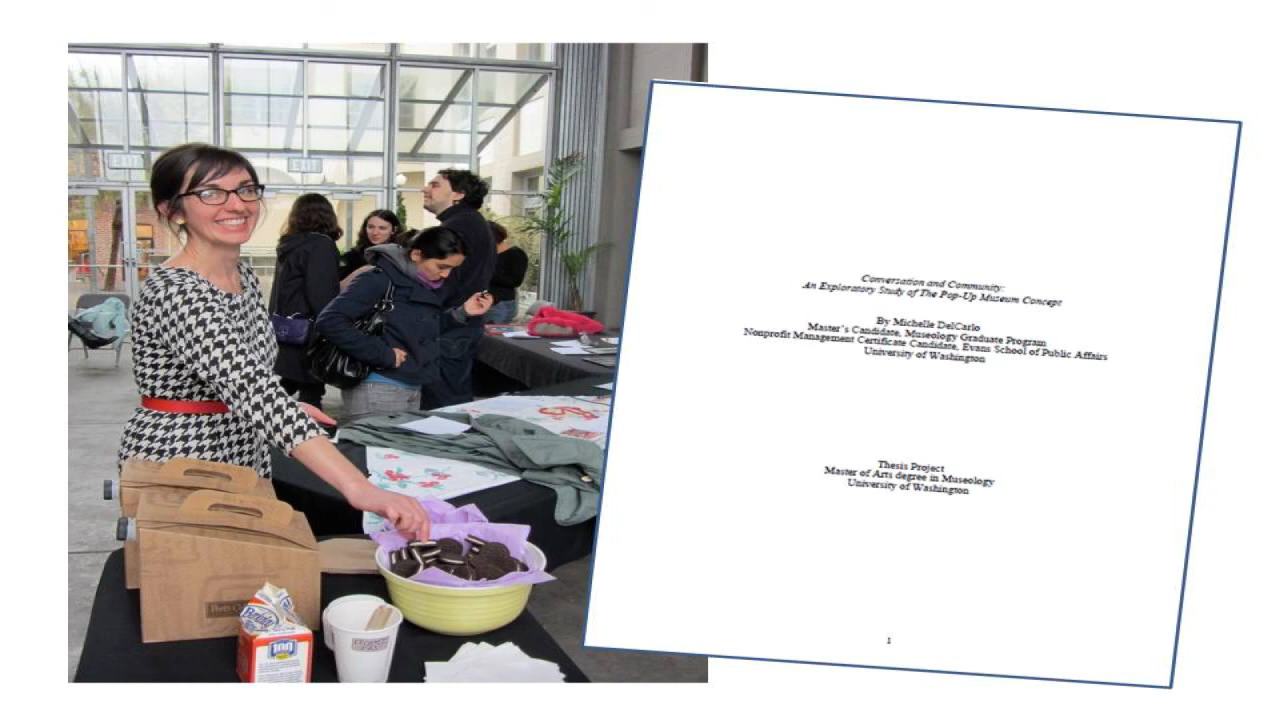 EXIT
EXIT
Conversation and Community:
An Exploratory Study of The Pop-Up Museum Concept
By Michelle DelCarlo
Master's Candidate, Museology Graduate Program
Nonprofit Management Certificate Candidate, Evans School of Public Affairs
University of Washington
Thesis Project
Master of Arts degree in Museology
University of Washington
1